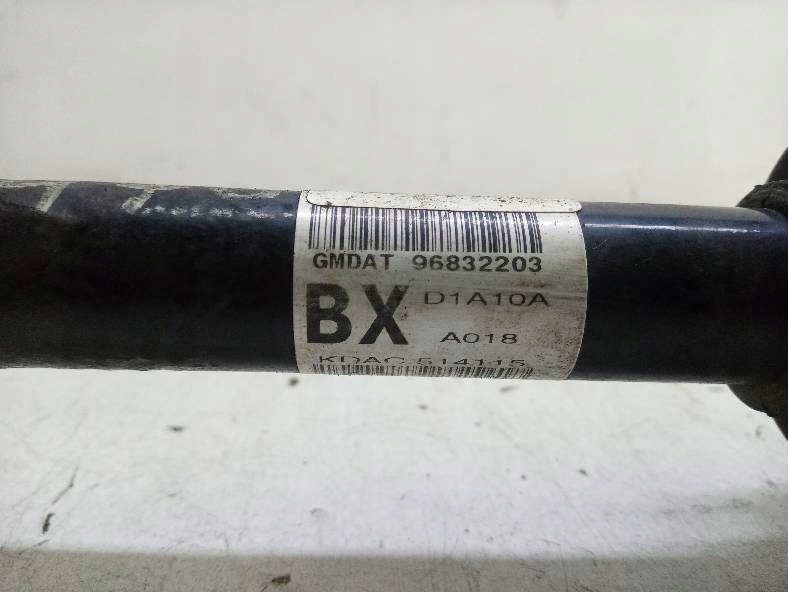 GMDAT 96832203
BX D1A10A
A018
KDAC 514115